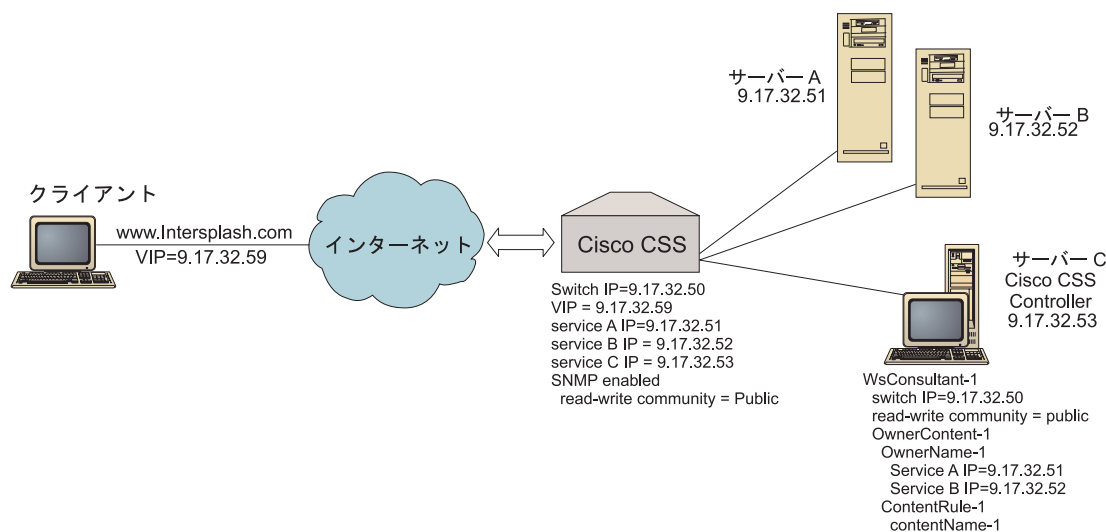 サーバー A
9.17.32.51
サーバー B
9.17.32.52
クライアント
www.Intersplash.com
VIP=9.17.32.59
インターネット
Cisco CSS
Switch IP=9.17.32.50
VIP = 9.17.32.59
service A IP=9.17.32.51
service B IP = 9.17.32.52
service C IP = 9.17.32.53
SNMP enabled
read-write community = Public
サーバー C
Cisco CSS
Controller
9.17.32.53
WsConsultant-1
switch IP=9.17.32.50
read-write community = public
OwnerContent-1
OwnerName-1
Service A IP=9.17.32.51
Service B IP=9.17.32.52
ContentRule-1
contentName-1